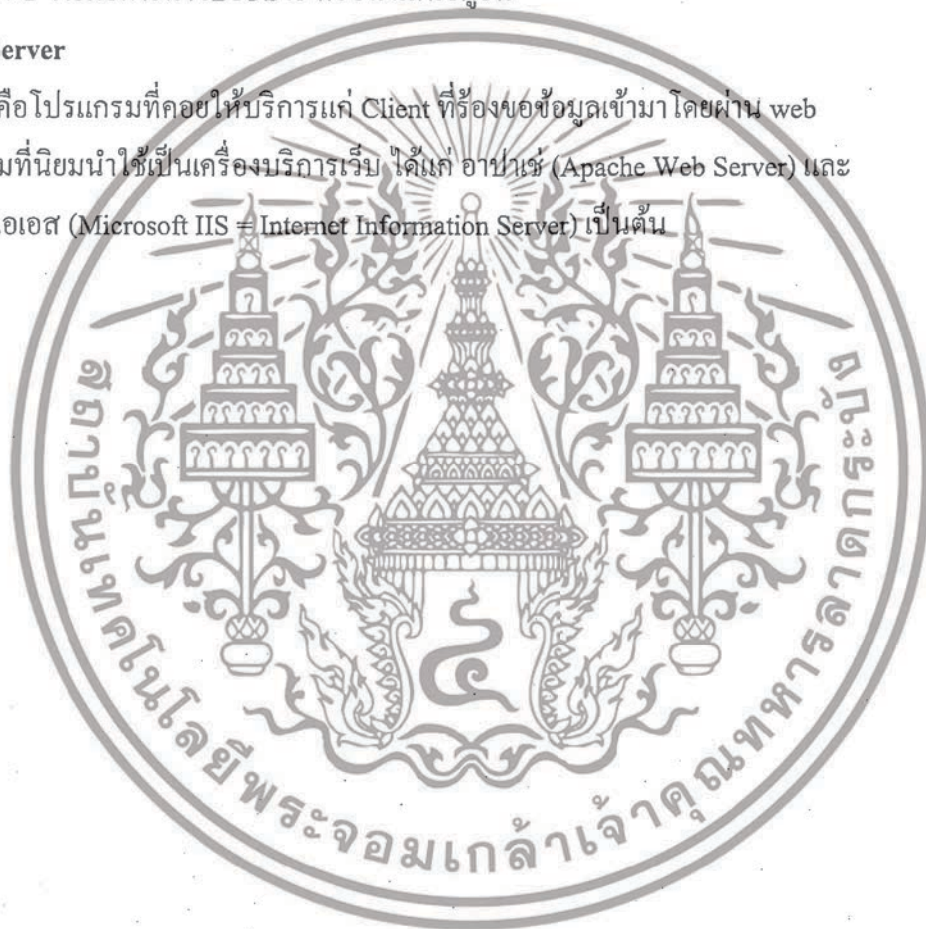 erver
คือโปรแกรมที่คอยให้บริการแก่ Client ที่ร้องขอข้อมูลเข้ามาโดยผ่าน web
มที่นิยมนำใช้เป็นเครื่องบริการเว็บ ได้แก่ อาปาเช่ (Apache Web Server) และ
อเอส (Microsoft IIS = Internet Information Server) เป็นต้น
สถาบันเทคโนโลยีพระจอมเกล้าเจ้าคุณทหารลาดกระบัง
๔